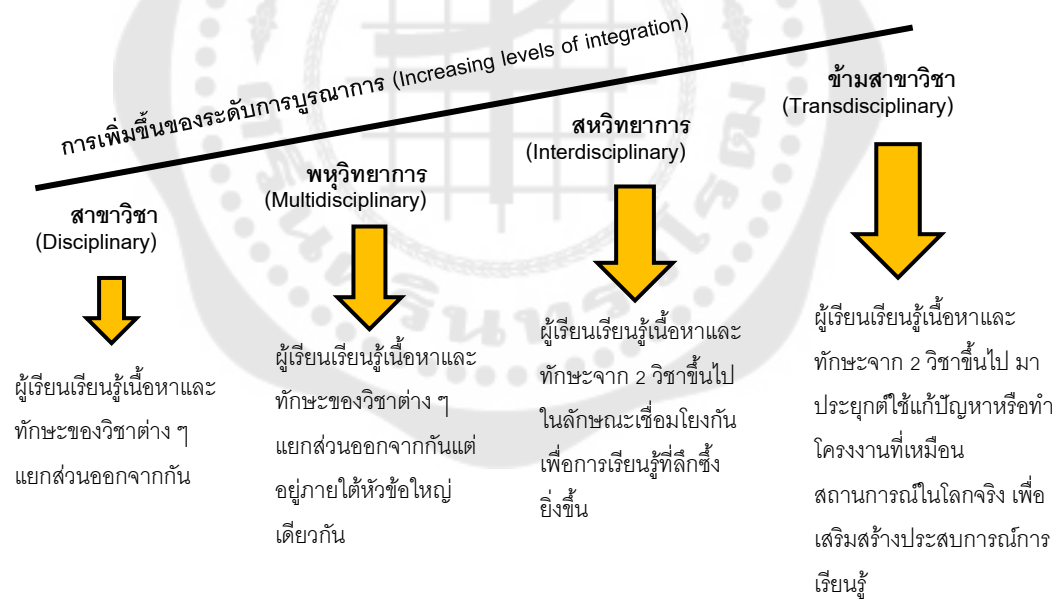 การเพิ่มขึ้นของระดับการบูรณาการ (Increasing levels of integration)
สาขาวิชา
(Disciplinary)
ผู้เรียนเรียนรู้เนื้อหาและ
ทักษะของวิชาต่าง ๆ
แยกส่วนออกจากกัน
พหุวิทยาการ
(Multidisciplinary)
ผู้เรียนเรียนรู้เนื้อหาและ
ทักษะของวิชาต่าง ๆ
แยกส่วนออกจากกันแต่
อยู่ภายใต้หัวข้อใหญ่
เดียวกัน
สหวิทยาการ
(Interdisciplinary)
ผู้เรียนเรียนรู้เนื้อหาและ
ทักษะจาก 2 วิชาขึ้นไป
ในลักษณะเชื่อมโยงกัน
เพื่อการเรียนรู้ที่ลึกซึ้ง
ยิ่งขึ้น
ข้ามสาขาวิชา
(Transdisciplinary)
ผู้เรียนเรียนรู้เนื้อหาและ
ทักษะจาก 2 วิชาขึ้นไป มา
ประยุกต์ใช้แก้ปัญหาหรือทำ
โครงงานที่เหมือน
สถานการณ์ในโลกจริง เพื่อ
เสริมสร้างประสบการณ์การ
เรียนรู้